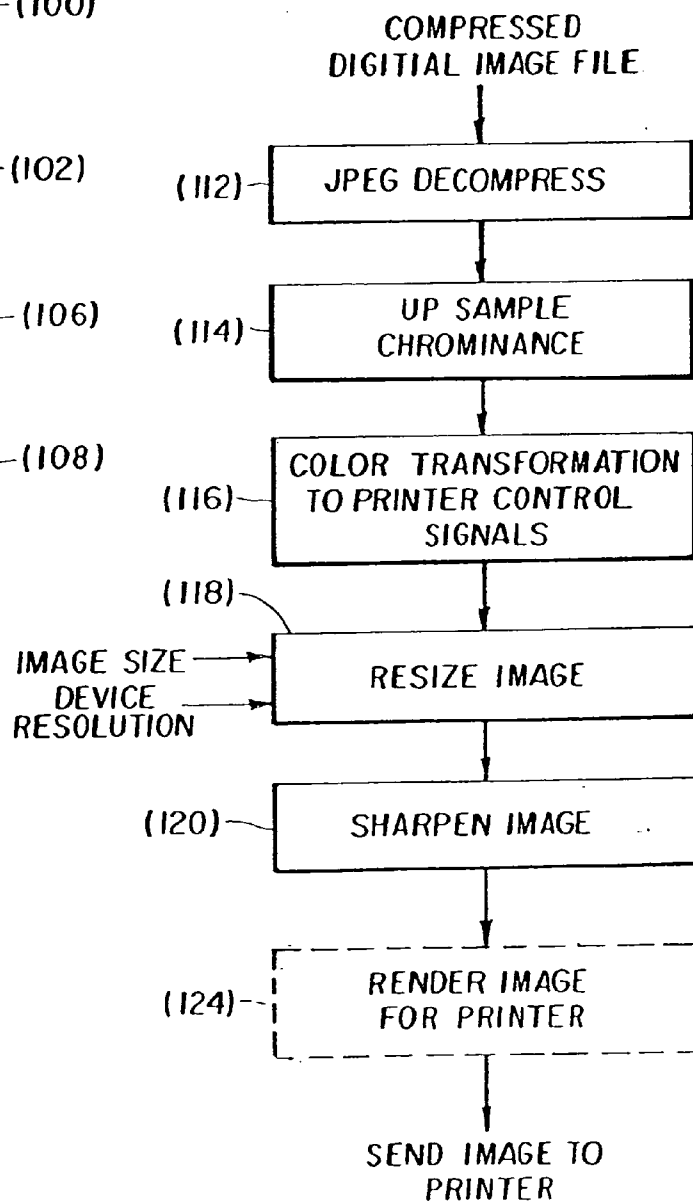 (100)
COMPRESSED
DIGITIAL IMAGE FILE
(102)
(112)
JPEG DECOMPRESS
(106)
(114)
UP SAMPLE
CHROMINANCE
(108)
COLOR TRANSFORMATION
(116)
TO PRINTER CONTROL
SIGNALS
(118)
IMAGE SIZE
DEVICE
RESOLUTION
RESIZE IMAGE
(120)
SHARPEN IMAGE
(124)
RENDER IMAGE
FOR PRINTER
SEND IMAGE TO
PRINTER